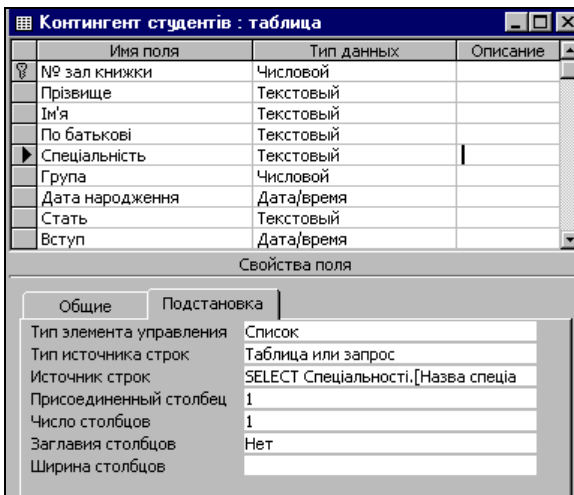 Контингент студентів : таблица
Имя поля Тип данных Описание
№ зал книжки Числовой
Прізвище Текстовый
Ім'я Текстовый
По батькові Текстовый
Спеціальність Текстовый
Група Числовой
Дата народження Дата/время
Стать Текстовый
Вступ Дата/время
Свойства поля
Общие Подстановка
Тип элемента управления Список
Тип источника строк Таблица или запрос
Источник строк SELECT Спеціальності.[Назва спеціа
Присоединенный столбец 1
Число столбцов 1
Заглавия столбцов Нет
Ширина столбцов